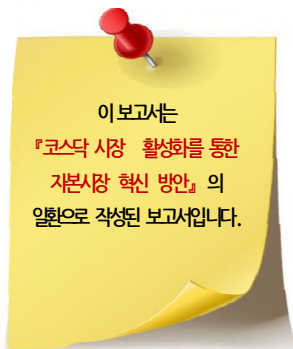 이 보고서는
『코스닥 시장 활성화를 통한
자본시장 혁신 방안』의
일환으로 작성된 보고서입니다.